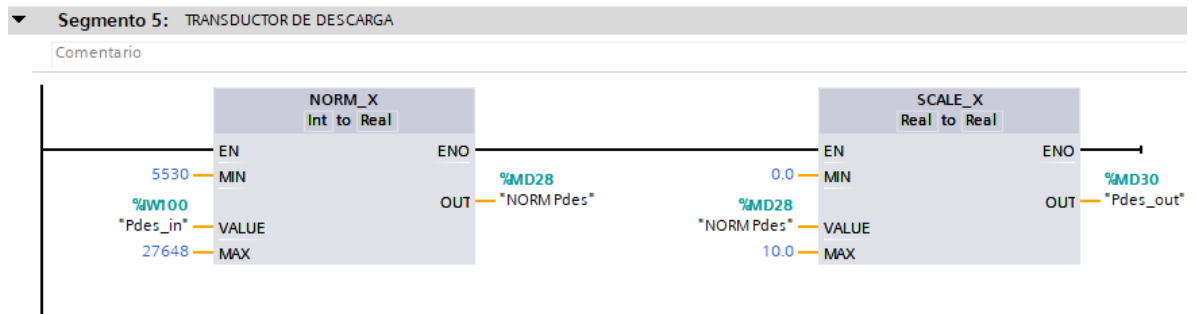 Segmento 5: TRANSDUCTOR DE DESCARGA
Comentario
NORM_X
Int to Real
EN
ENO
5530
MIN
%MD28
"NORM Pdes"
OUT
%IW100
"Pdes_in"
VALUE
27648
MAX
SCALE_X
Real to Real
EN
ENO
0.0
MIN
%MD30
"Pdes_out"
OUT
%MD28
"NORM Pdes"
VALUE
10.0
MAX